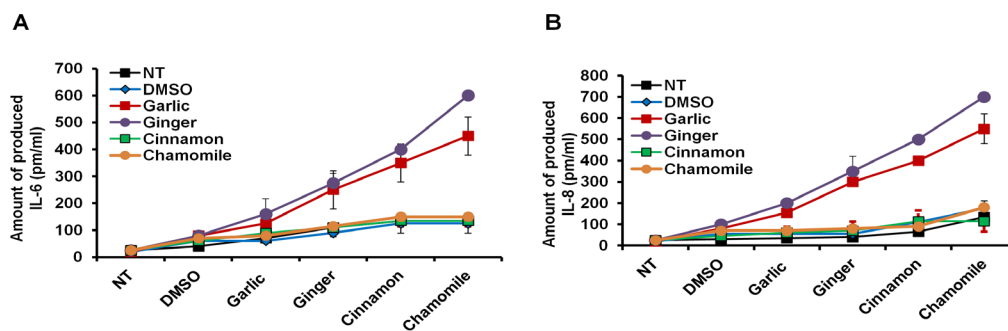 A
Amount of produced
IL-6 (pm/ml)
700
600
500
400
300
200
100
0
NT
DMSO
Garlic
Ginger
Cinnamon
Chamomile
NT
DMSO
Garlic
Ginger
Cinnamon
Chamomile
B
Amount of produced
IL-8 (pm/ml)
800
700
600
500
400
300
200
100
0
NT
DMSO
Garlic
Ginger
Cinnamon
Chamomile
NT
DMSO
Garlic
Ginger
Cinnamon
Chamomile